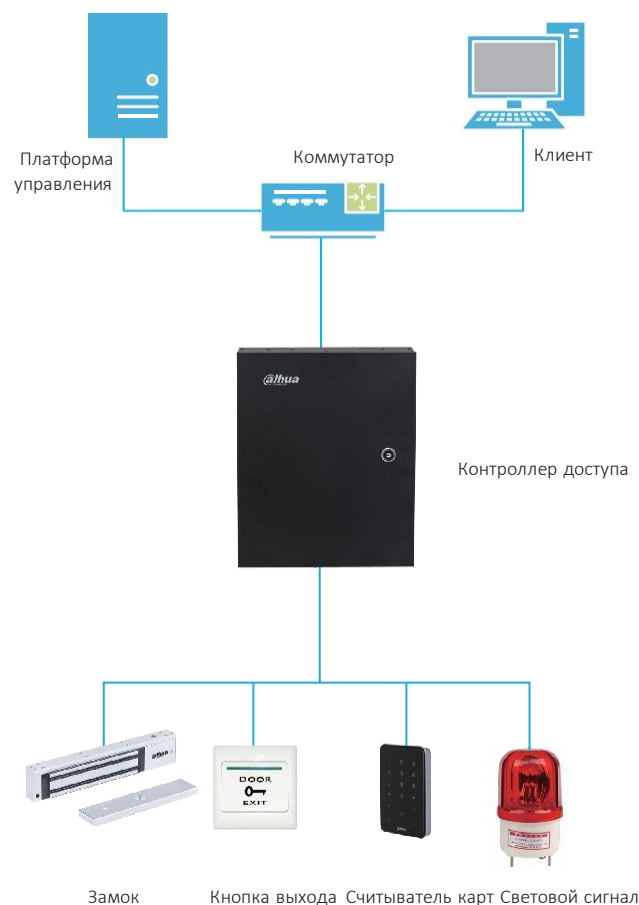 Платформа
управления
Коммутатор
Клиент
alhua
Контроллер доступа
alhua
DOOR
EXIT
Замок
Кнопка выхода
Считыватель карт
Световой сигнал